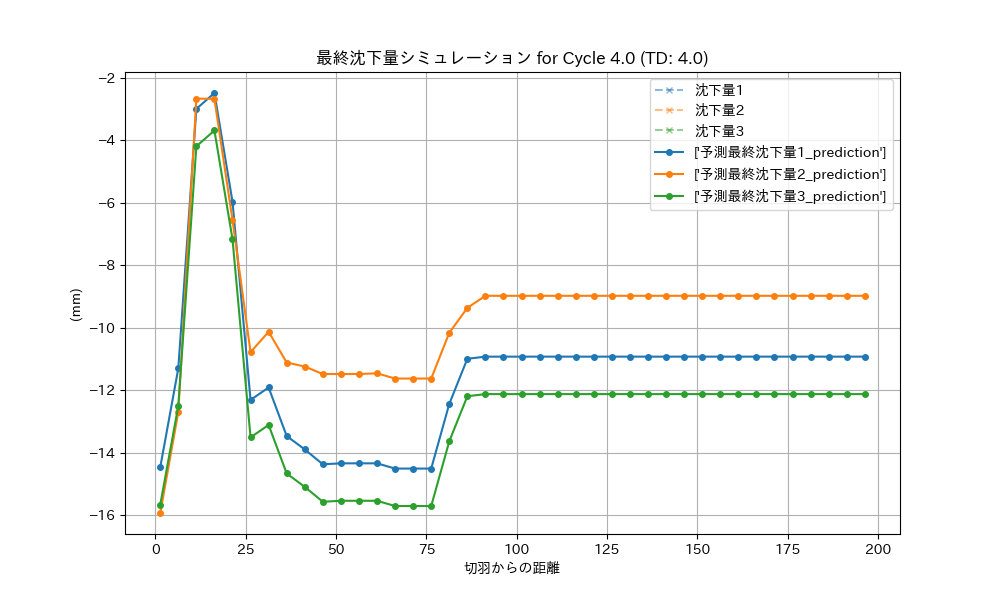 最終沈下量シミュレーション for Cycle 4.0 (TD: 4.0)
沈下量1
沈下量2
沈下量3
['予測最終沈下量1_prediction']
['予測最終沈下量2_prediction']
['予測最終沈下量3_prediction']
−2
−4
−6
−8
−10
−12
−14
−16
(mm)
0 25 50 75 100 125 150 175 200
切羽からの距離